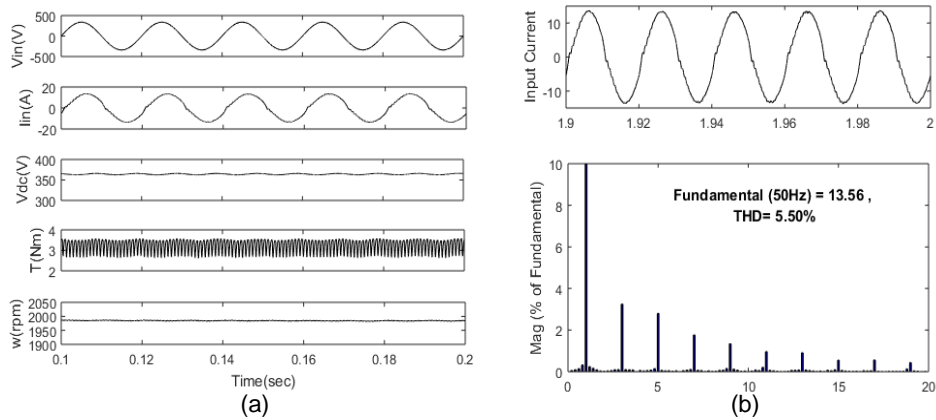 Vin(V)
500
0
-500
Iin(A)
20
0
-20
Vdc(V)
400
350
300
T(Nm)
4
3
2
w(rpm)
2050
2000
1950
1900
0.1 0.12 0.14 0.16 0.18 0.2
Time(sec)
(a)
Input Current
10
0
-10
1.9 1.92 1.94 1.96 1.98 2
Mag (% of Fundamental)
10
8
6
4
2
0
Fundamental (50Hz) = 13.56 ,
THD= 5.50%
0 5 10 15 20
(b)